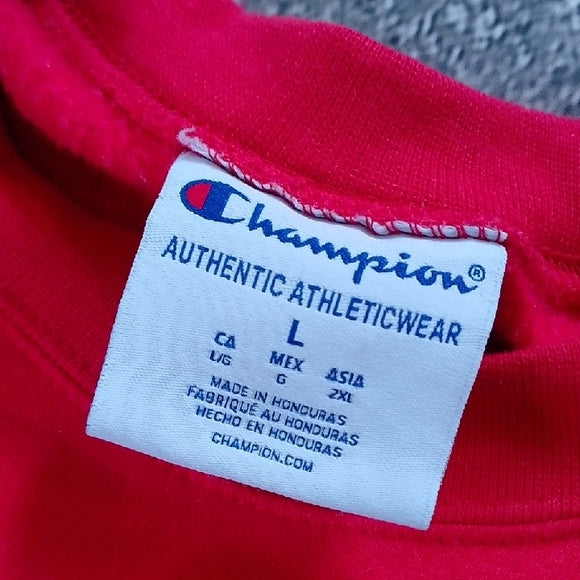 Champion®
AUTHENTIC ATHLETICWEAR
L
CA MEX ASIA
L/G G 2XL
MADE IN HONDURAS
FABRIQUÉ AU HONDURAS
HECHO EN HONDURAS
CHAMPION.COM